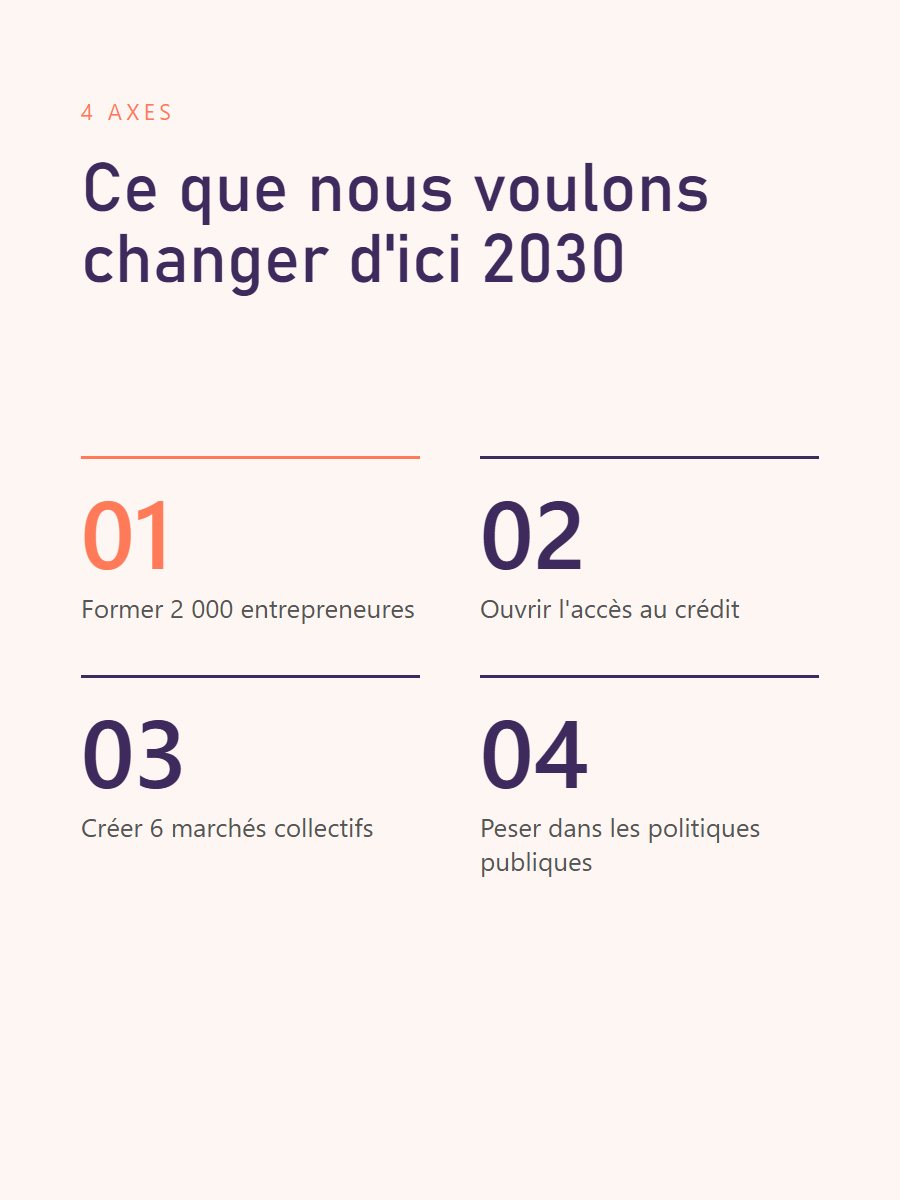 4 AXES
Ce que nous voulons
changer d'ici 2030
01
Former 2 000 entrepreneures
02
Ouvrir l'accès au crédit
03
Créer 6 marchés collectifs
04
Peser dans les politiques
publiques